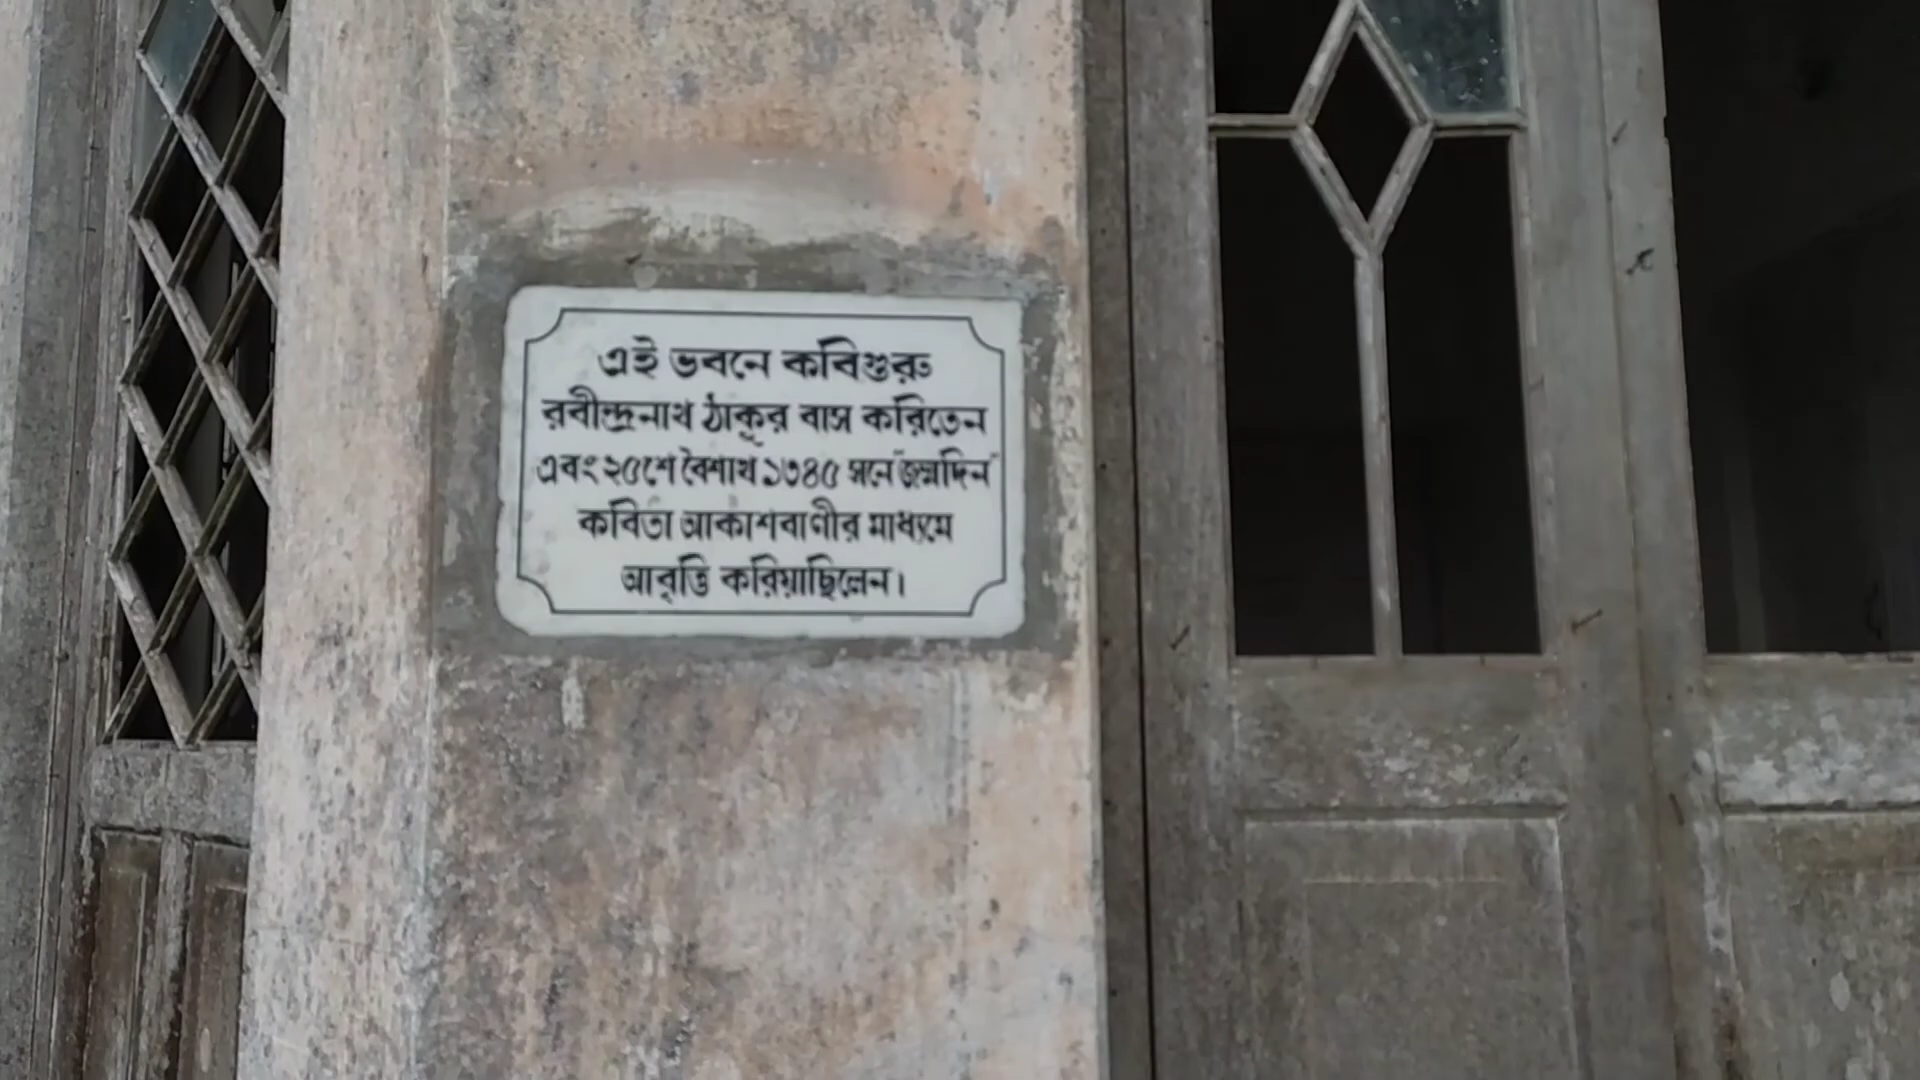 এই ভবনে কবিগুরু
রবীন্দ্রনাথ ঠাকুর বাস করিতেন
এবং ২৫শে বৈশাখ ১৩৪৫ সনে "জন্মদিন"
কবিতা আকাশবাণীর মাধ্যমে
আবৃত্তি করিয়াছিলেন।